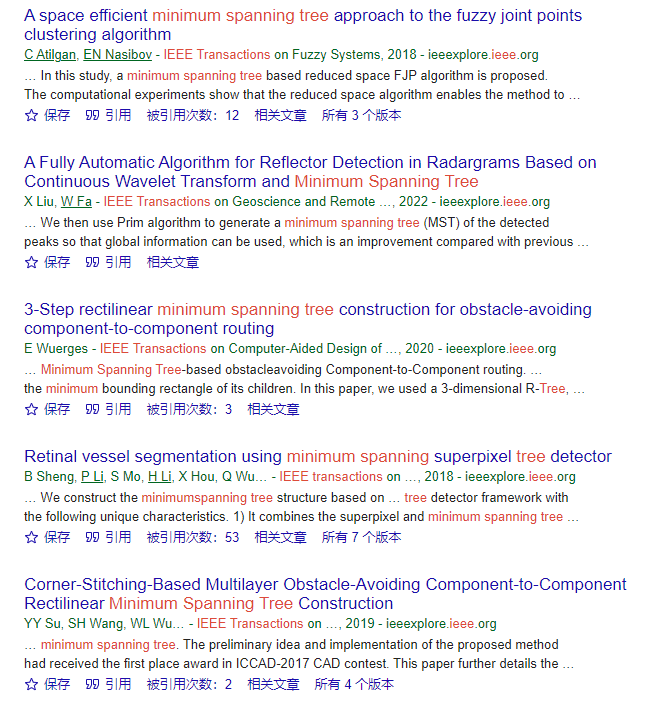 A space efficient minimum spanning tree approach to the fuzzy joint points
clustering algorithm
C Atilgan, EN Nasibov - IEEE Transactions on Fuzzy Systems, 2018 - ieeexplore.ieee.org
… In this study, a minimum spanning tree based reduced space FJP algorithm is proposed.
The computational experiments show that the reduced space algorithm enables the method to …
保存 引用 被引用次数：12 相关文章 所有 3 个版本
A Fully Automatic Algorithm for Reflector Detection in Radargrams Based on
Continuous Wavelet Transform and Minimum Spanning Tree
X Liu, W Fa - IEEE Transactions on Geoscience and Remote …, 2022 - ieeexplore.ieee.org
… We then use Prim algorithm to generate a minimum spanning tree (MST) of the detected
peaks so that global information can be used, which is an improvement compared with previous …
保存 引用 相关文章
3-Step rectilinear minimum spanning tree construction for obstacle-avoiding
component-to-component routing
E Wuerges - IEEE Transactions on Computer-Aided Design of …, 2020 - ieeexplore.ieee.org
… Minimum Spanning Tree-based obstacleavoiding Component-to-Component routing. …
the minimum bounding rectangle of its children. In this paper, we used a 3-dimensional R-Tree, …
保存 引用 被引用次数：3 相关文章
Retinal vessel segmentation using minimum spanning superpixel tree detector
B Sheng, P Li, S Mo, H Li, X Hou, Q Wu… - IEEE transactions on …, 2018 - ieeexplore.ieee.org
… We construct the minimumspanning tree structure based on … tree detector framework with
the following unique characteristics. 1) It combines the superpixel and minimum spanning tree …
保存 引用 被引用次数：53 相关文章 所有 7 个版本
Corner-Stitching-Based Multilayer Obstacle-Avoiding Component-to-Component
Rectilinear Minimum Spanning Tree Construction
YY Su, SH Wang, WL Wu… - IEEE Transactions on …, 2019 - ieeexplore.ieee.org
… minimum spanning tree. The preliminary idea and implementation of the proposed method
had received the first place award in ICCAD-2017 CAD contest. This paper further details the …
保存 引用 被引用次数：2 相关文章 所有 4 个版本